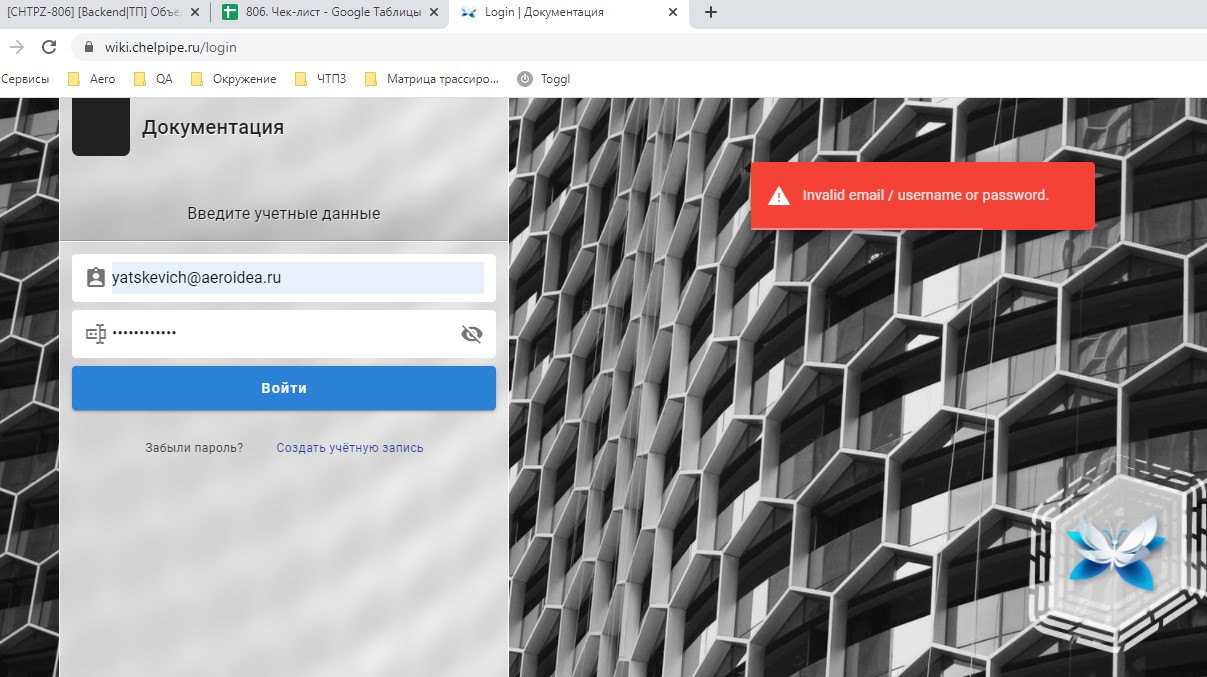 [CHTPZ-806] [Backend|ТП] Объе
806. Чек-лист - Google Таблицы
Login | Документация
wiki.chelpipe.ru/login
Сервисы
Aero
QA
Окружение
ЧТПЗ
Матрица трассиро...
Toggl
Документация
Invalid email / username or password.
Введите учетные данные
yatskevich@aeroidea.ru
••••••••••••
Войти
Забыли пароль?
Создать учётную запись